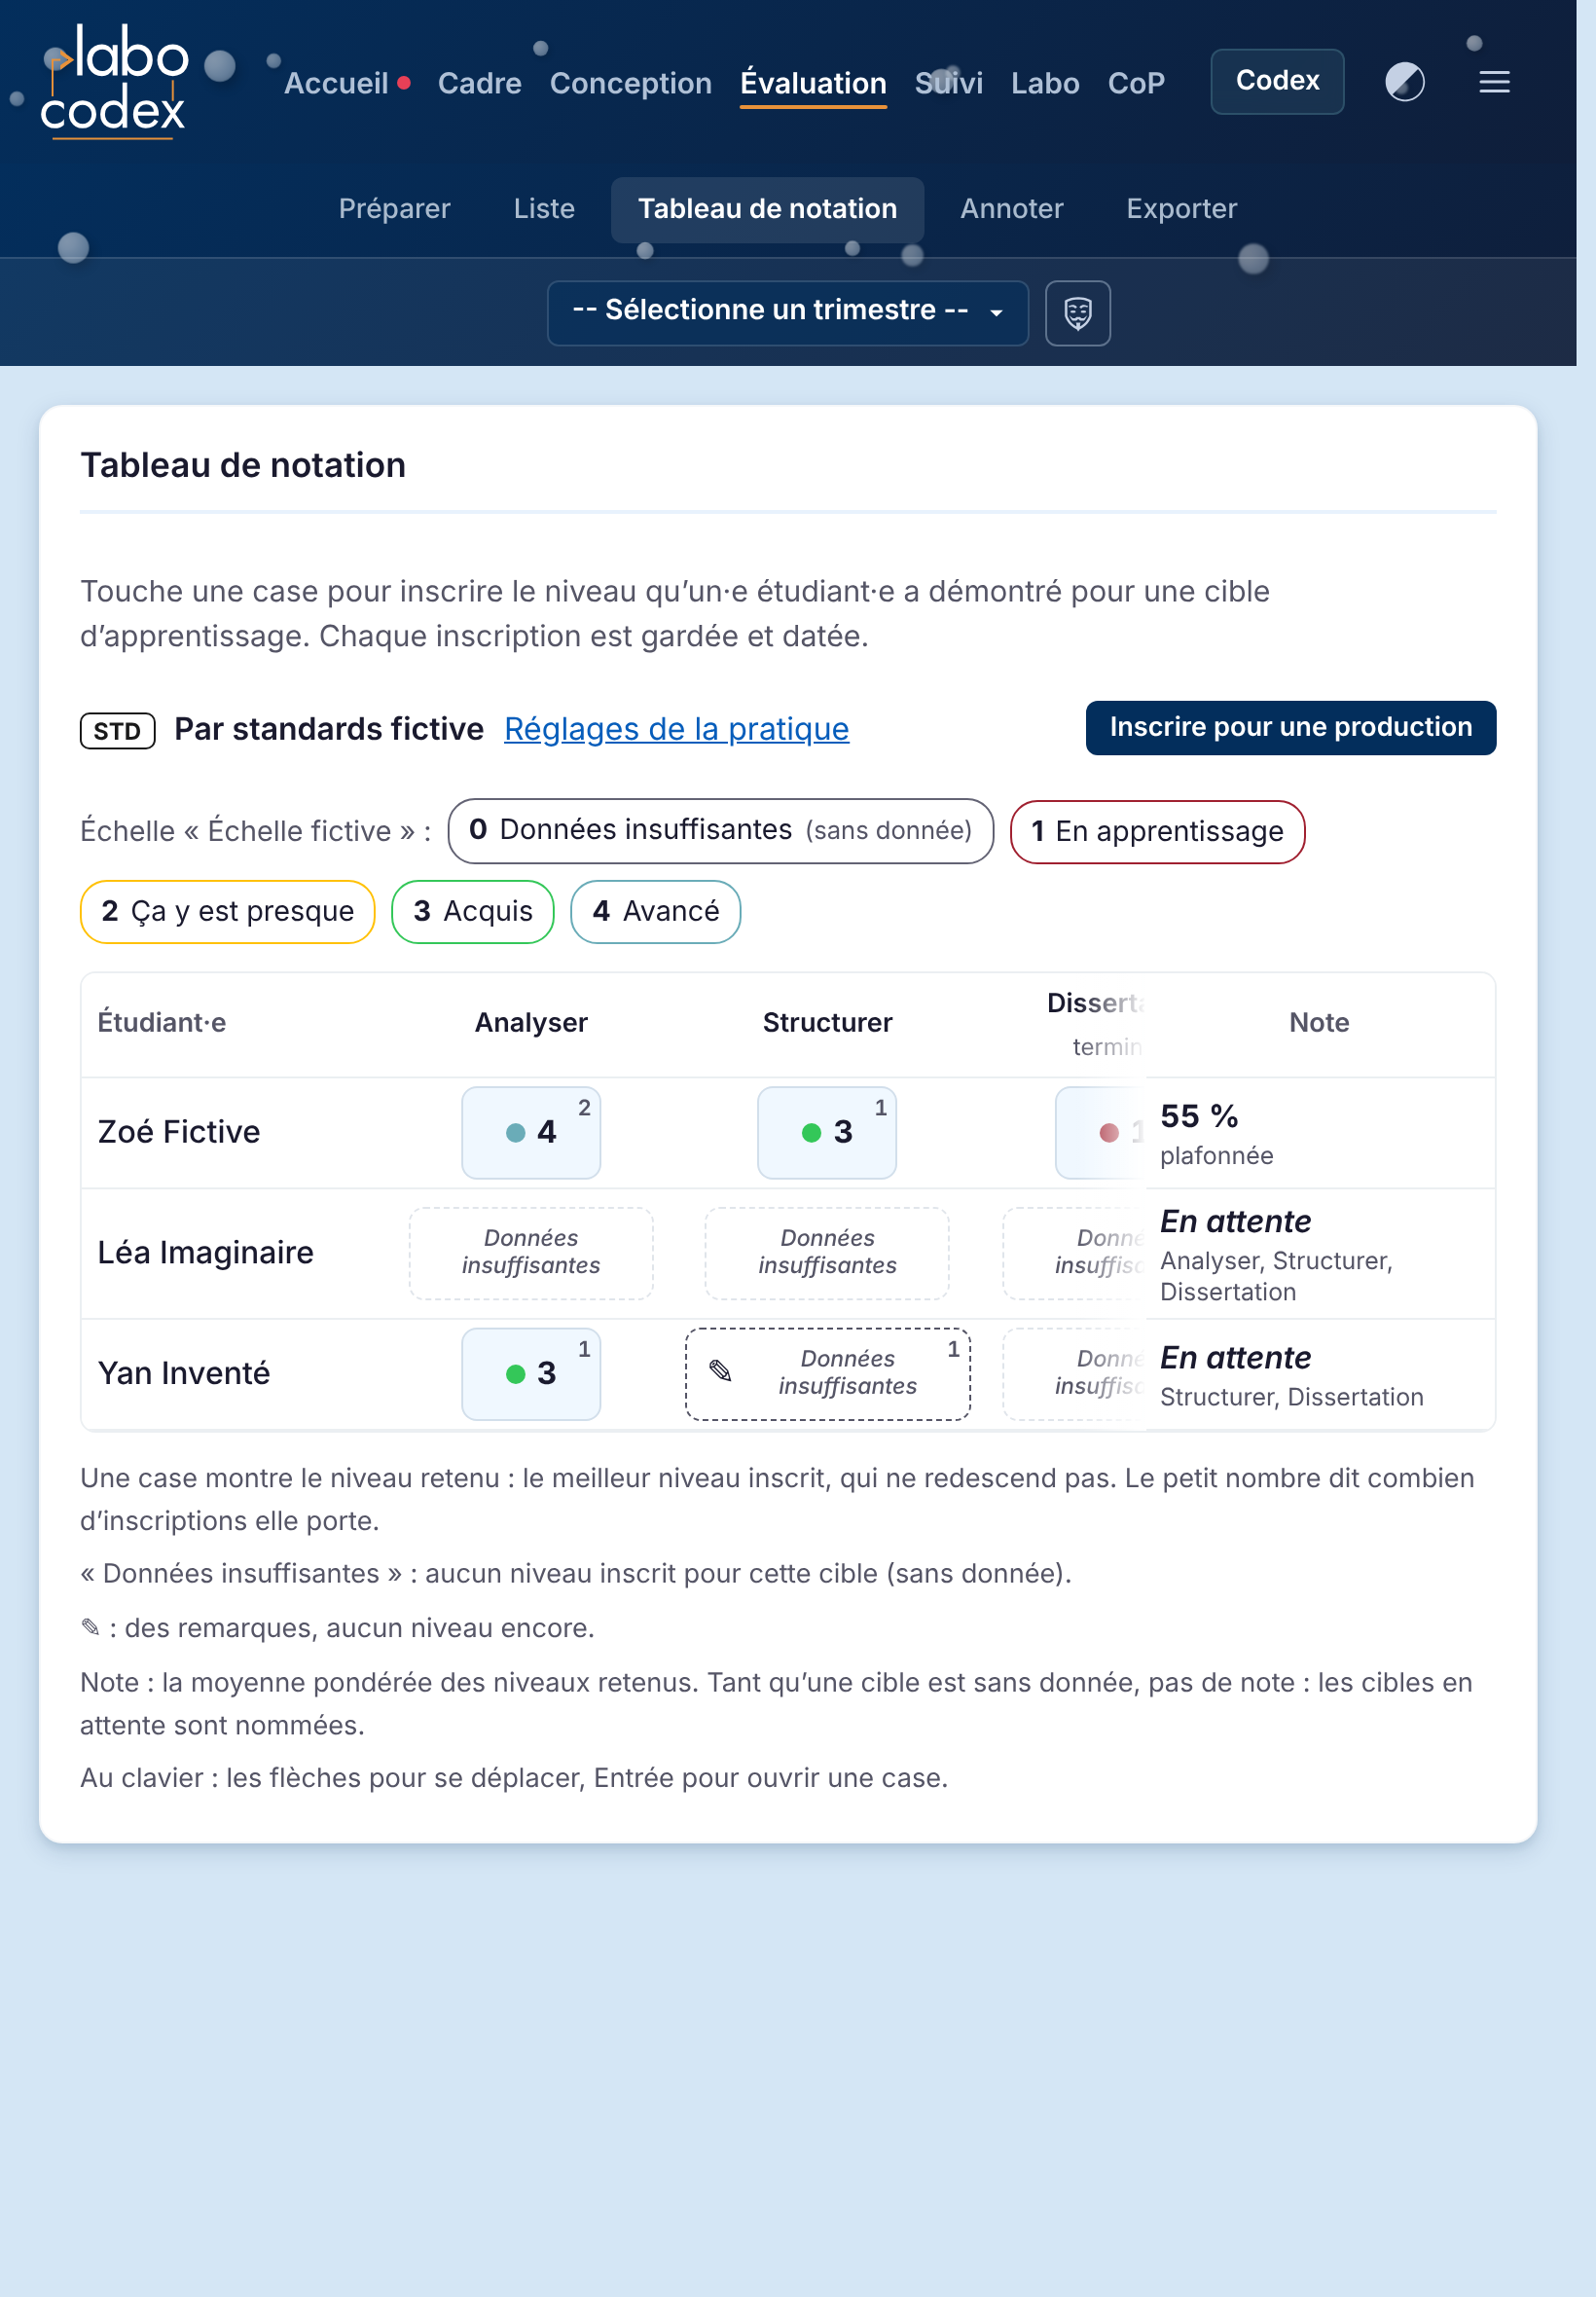 labo
codex
Accueil Cadre Conception Évaluation Suivi Labo CoP Codex
Préparer Liste Tableau de notation Annoter Exporter
-- Sélectionne un trimestre --
Tableau de notation
Touche une case pour inscrire le niveau qu’un·e étudiant·e a démontré pour une cible
d’apprentissage. Chaque inscription est gardée et datée.
STD Par standards fictive Réglages de la pratique Inscrire pour une production
Échelle « Échelle fictive » : 0 Données insuffisantes (sans donnée) 1 En apprentissage
2 Ça y est presque 3 Acquis 4 Avancé
Étudiant·e Analyser Structurer Note
Zoé Fictive 4 2 3 1 1 55 %
plafonnée
Léa Imaginaire Données
insuffisantes Données
insuffisantes En attente
Analyser, Structurer,
Dissertation
Yan Inventé 3 1 ✎ Données
insuffisantes 1 En attente
Structurer, Dissertation
Une case montre le niveau retenu : le meilleur niveau inscrit, qui ne redescend pas. Le petit nombre dit combien
d’inscriptions elle porte.
« Données insuffisantes » : aucun niveau inscrit pour cette cible (sans donnée).
✎ : des remarques, aucun niveau encore.
Note : la moyenne pondérée des niveaux retenus. Tant qu’une cible est sans donnée, pas de note : les cibles en
attente sont nommées.
Au clavier : les flèches pour se déplacer, Entrée pour ouvrir une case.